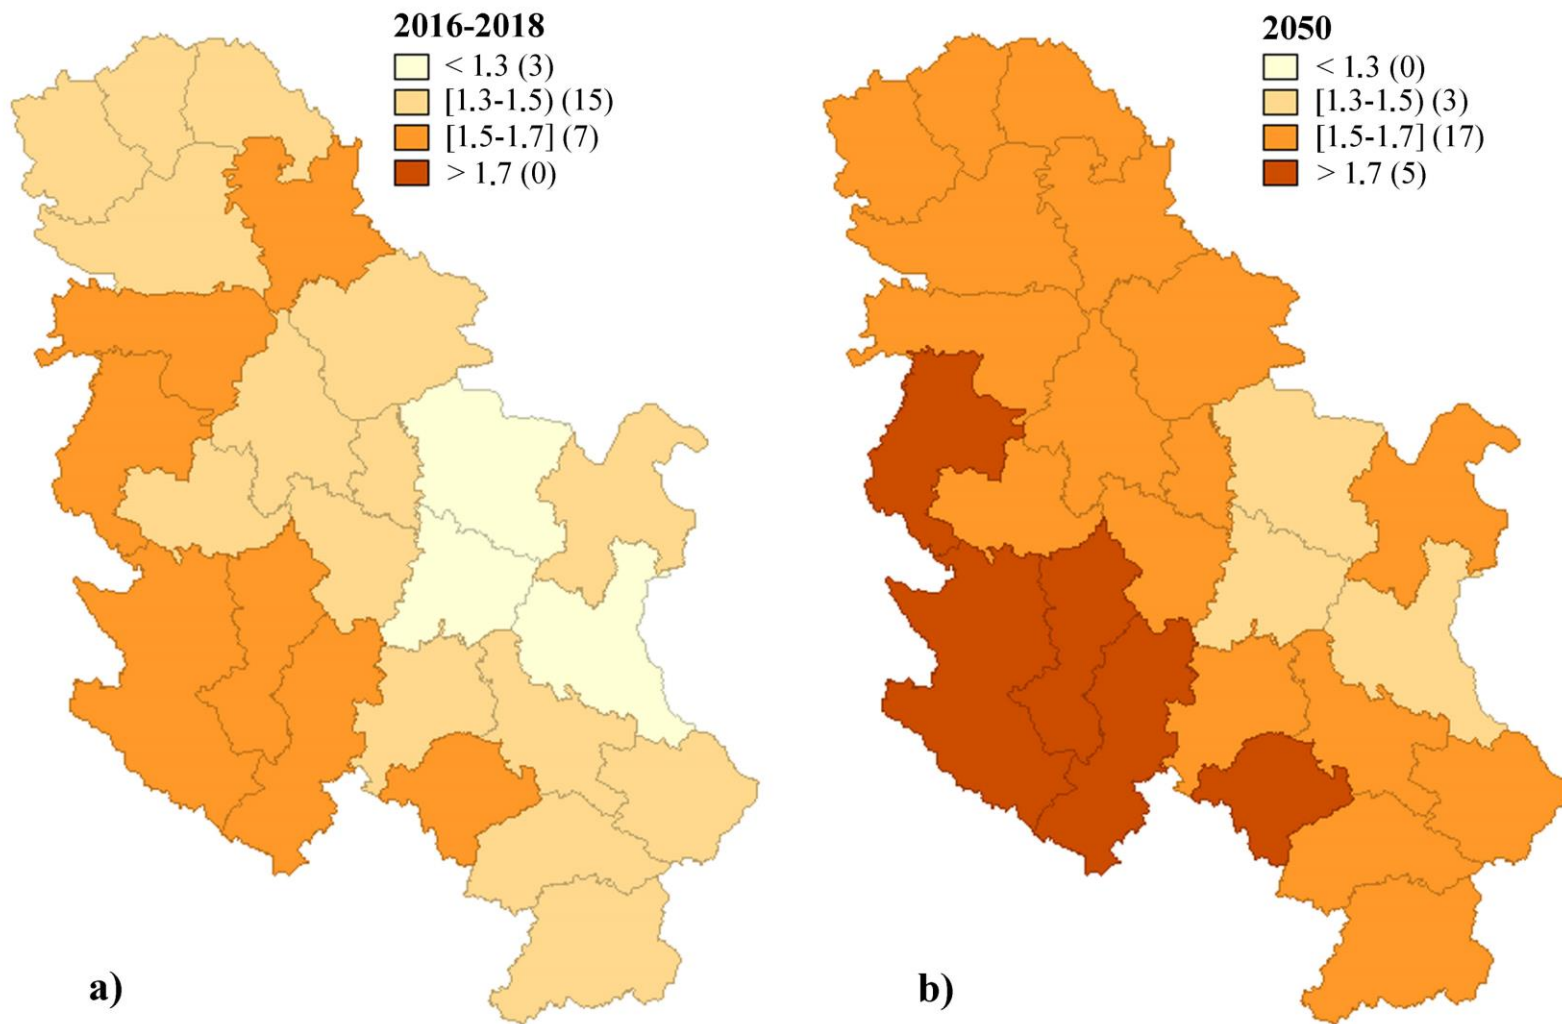 2016-2018
< 1.3 (3)
[1.3-1.5) (15)
[1.5-1.7] (7)
> 1.7 (0)
2050
< 1.3 (0)
[1.3-1.5) (3)
[1.5-1.7] (17)
> 1.7 (5)
a)
b)